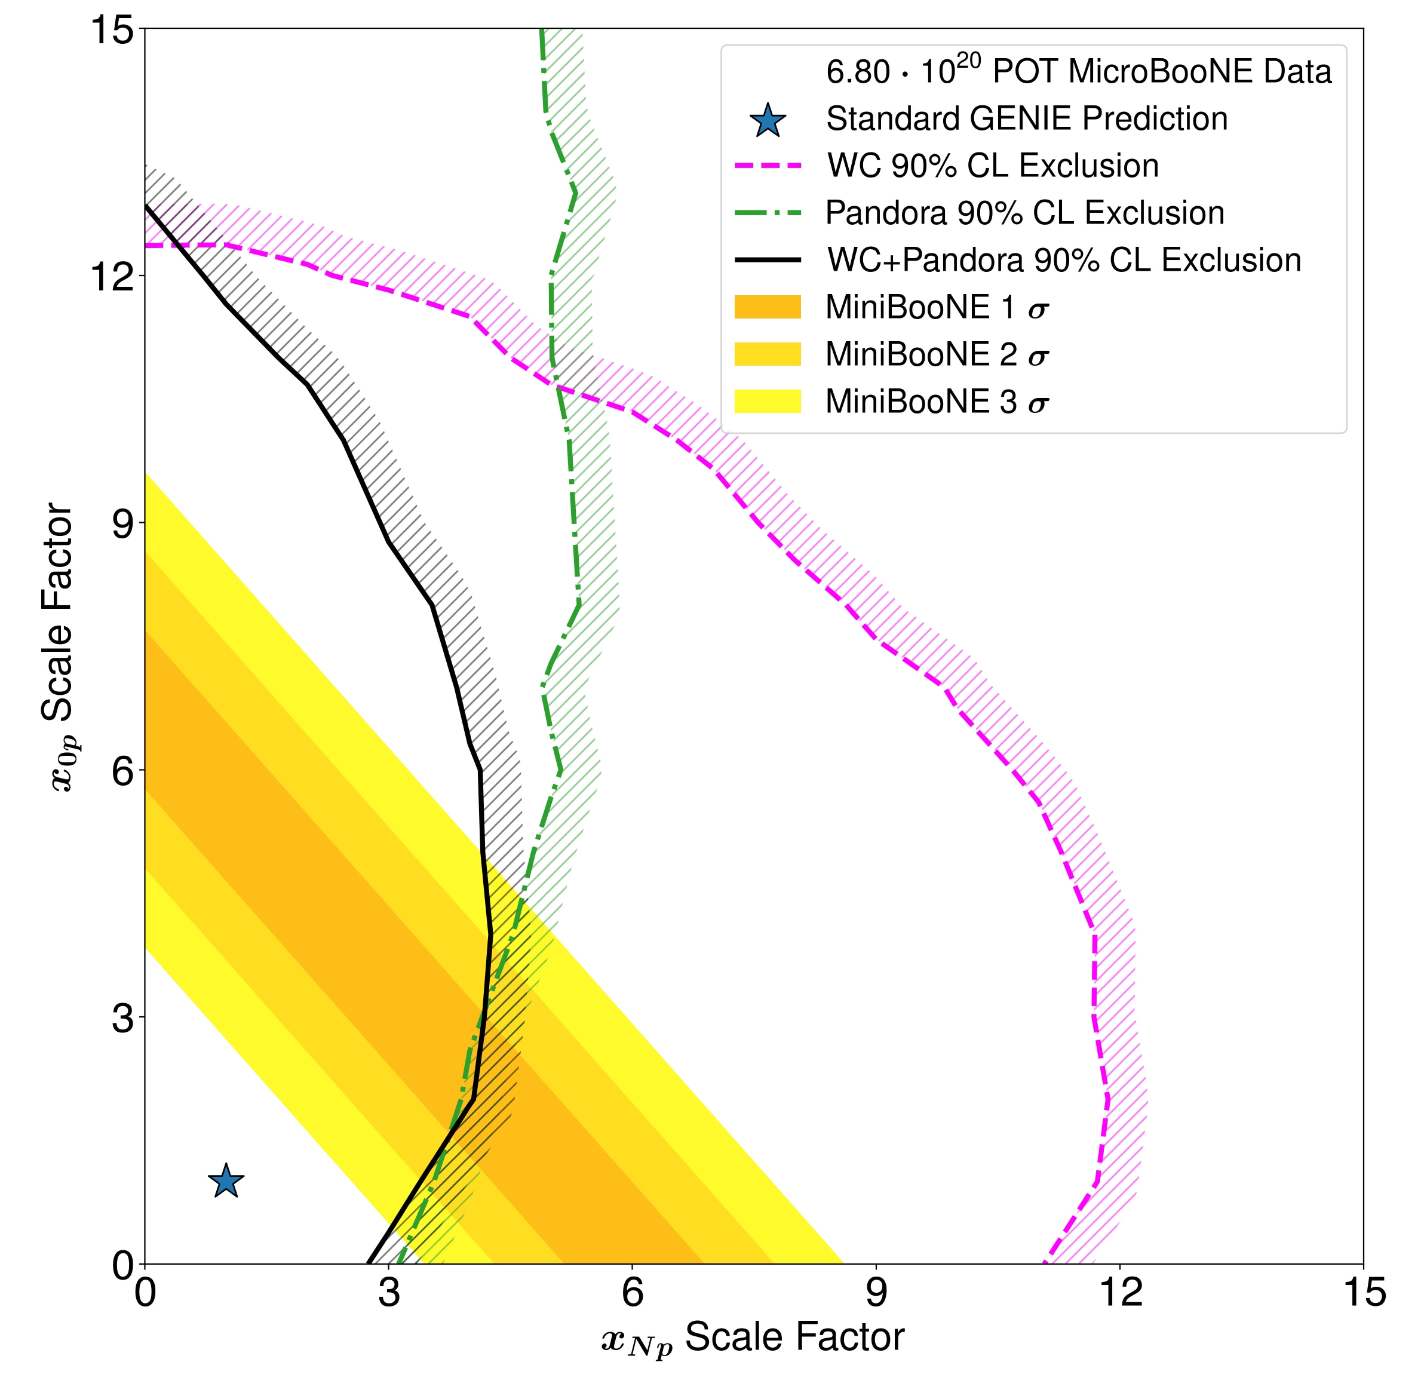 15
12
9
6
3
0
x0p Scale Factor
6.80 · 10^20 POT MicroBooNE Data
Standard GENIE Prediction
WC 90% CL Exclusion
Pandora 90% CL Exclusion
WC+Pandora 90% CL Exclusion
MiniBooNE 1 σ
MiniBooNE 2 σ
MiniBooNE 3 σ
0 3 6 9 12 15
xNp Scale Factor